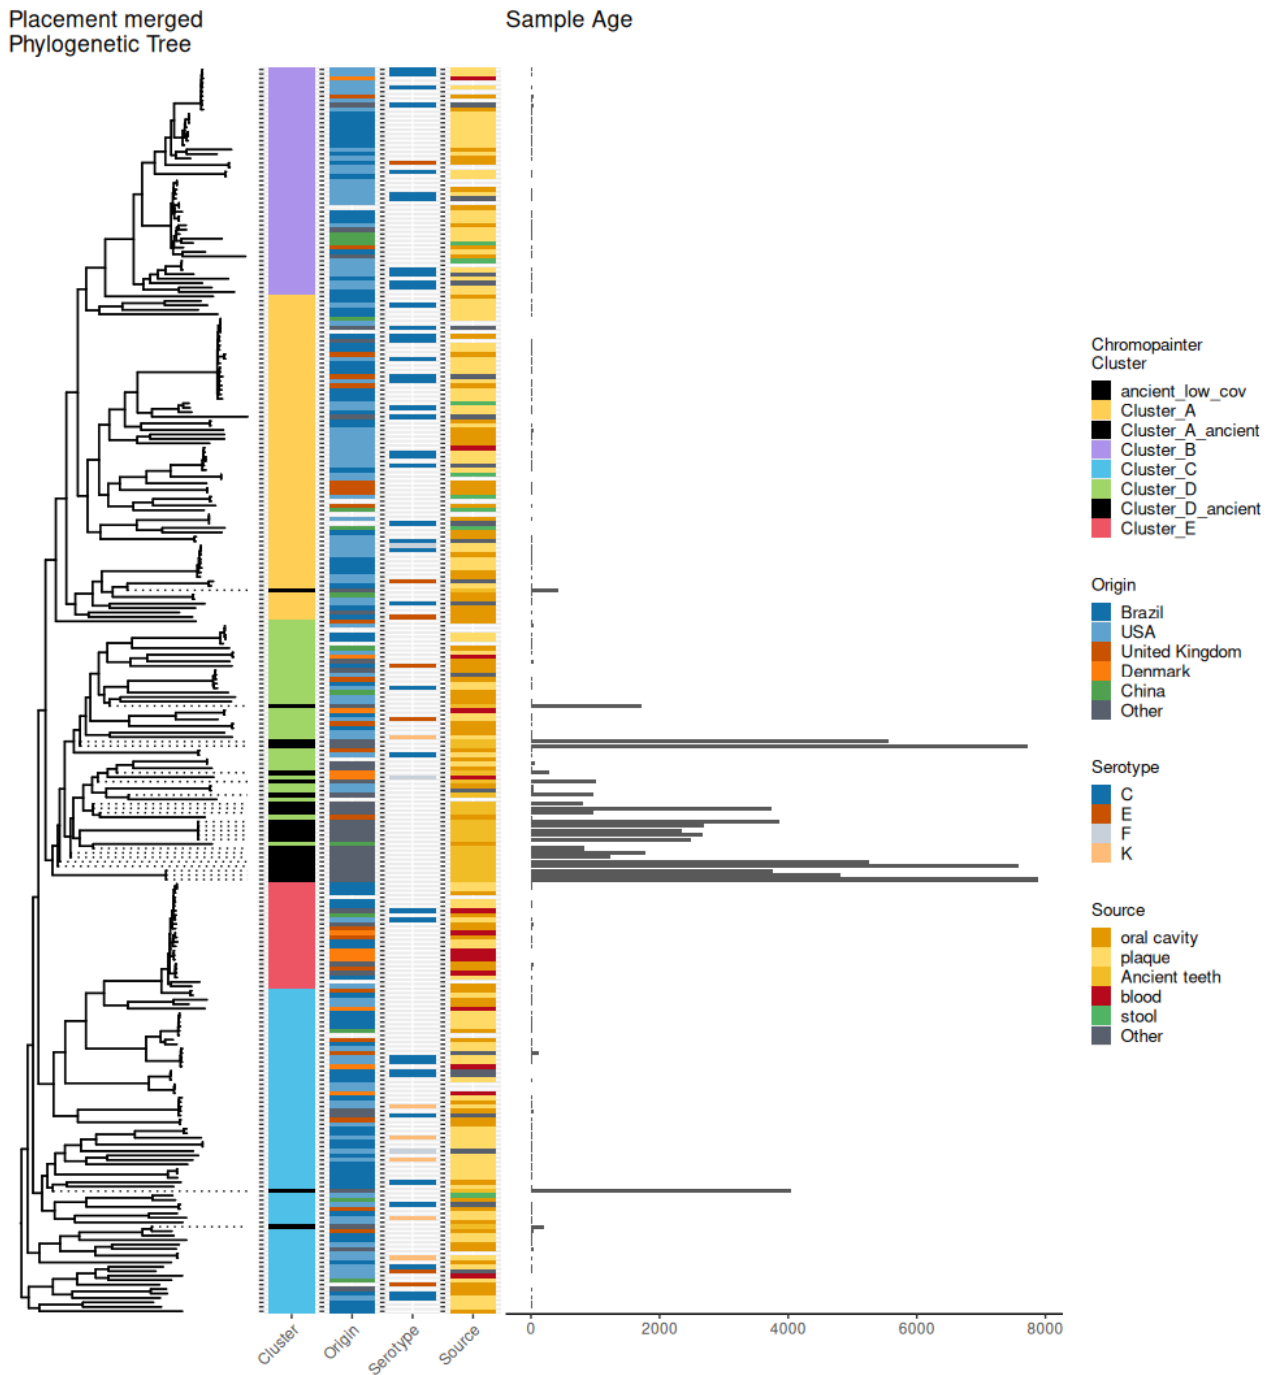 Placement merged
Phylogenetic Tree
Sample Age
Chromopainter
Cluster
ancient_low_cov
Cluster_A
Cluster_A_ancient
Cluster_B
Cluster_C
Cluster_D
Cluster_D_ancient
Cluster_E
Origin
Brazil
USA
United Kingdom
Denmark
China
Other
Serotype
C
E
F
K
Source
oral cavity
plaque
Ancient teeth
blood
stool
Other
0
2000
4000
6000
8000
Cluster
Origin
Serotype
Source